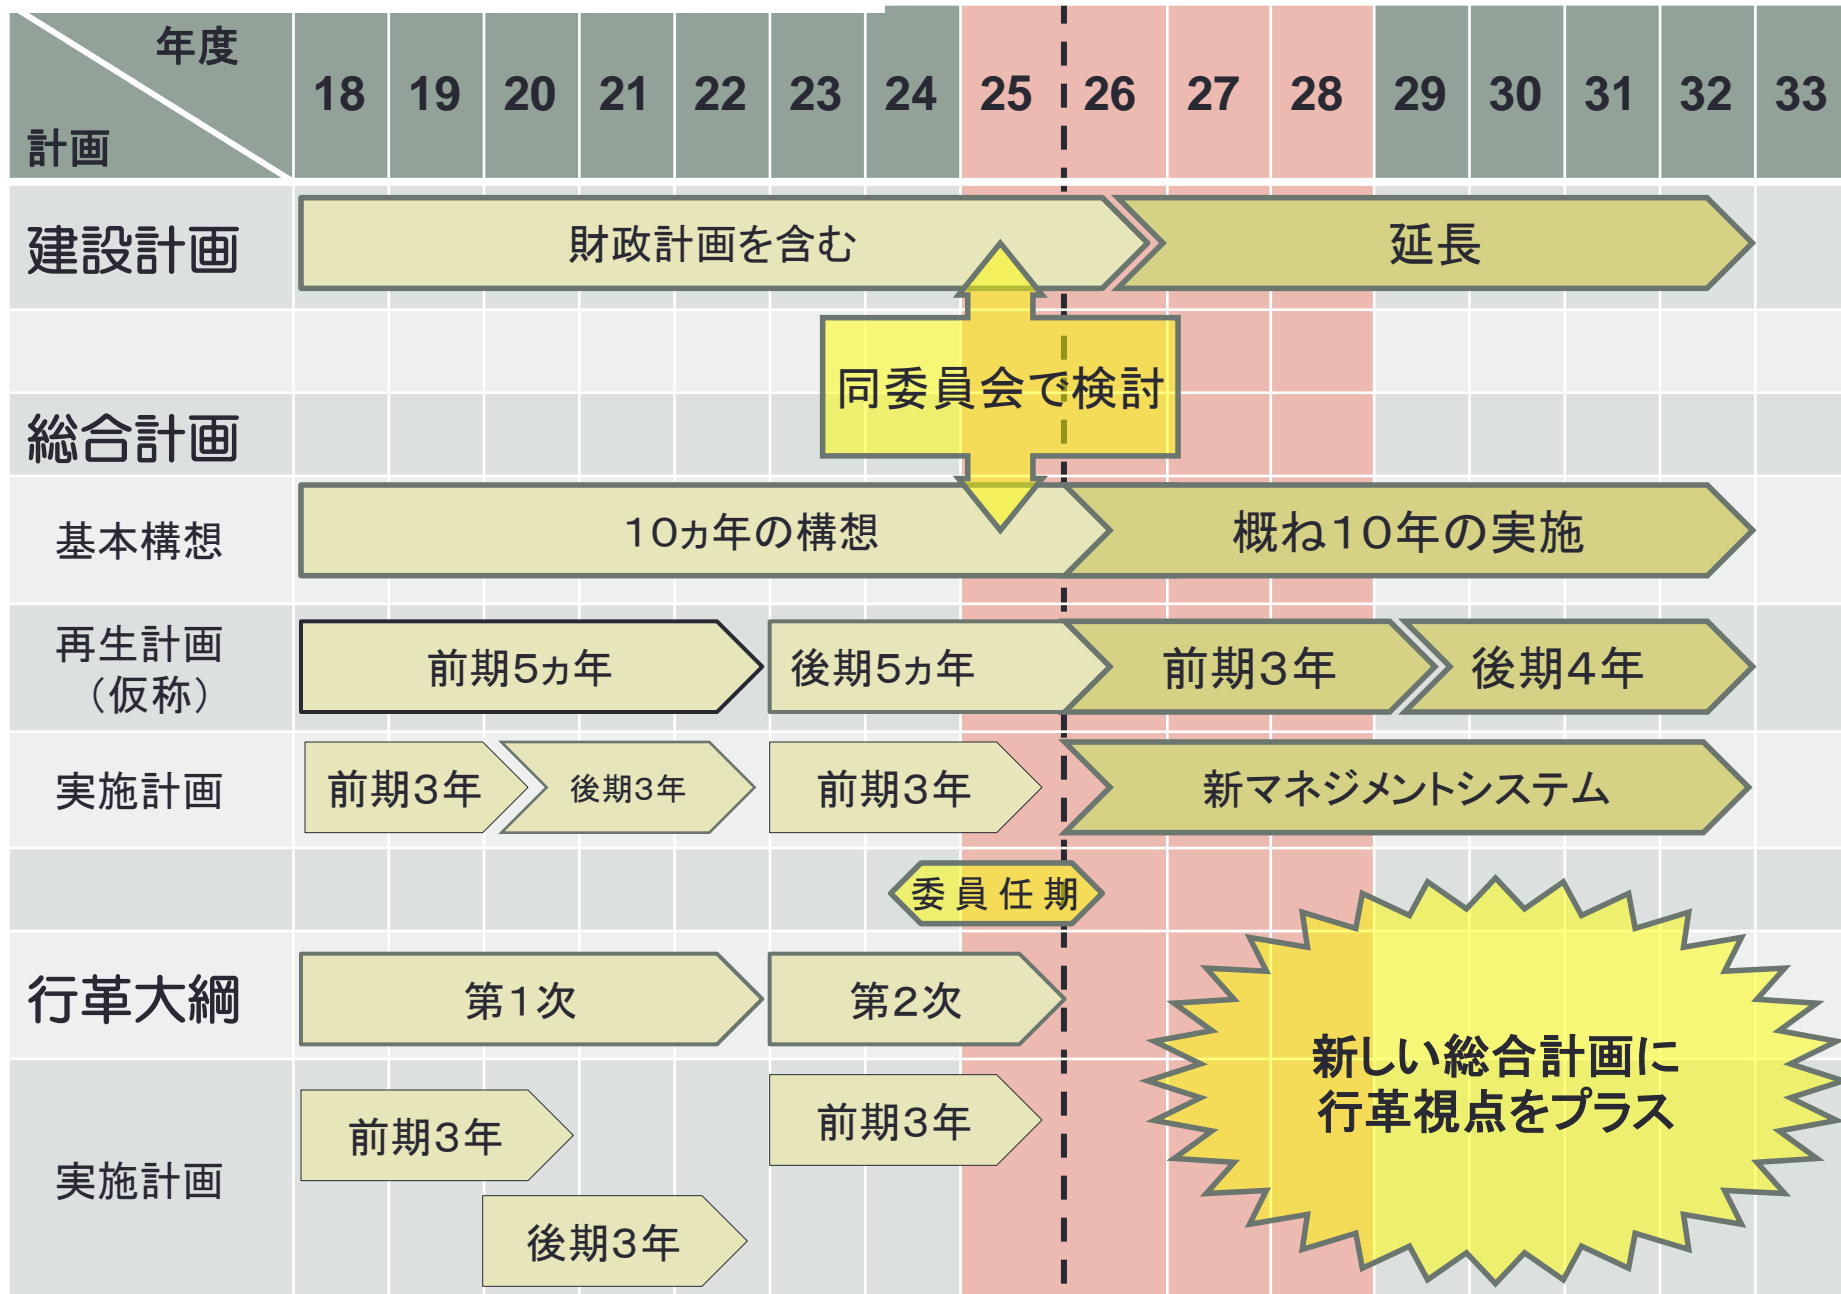 年度
計画
18 19 20 21 22 23 24 25 26 27 28 29 30 31 32 33
建設計画
財政計画を含む
延長
同委員会で検討
総合計画
基本構想
10ヵ年の構想
概ね10年の実施
再生計画
（仮称）
前期5ヵ年
後期5ヵ年
前期3年
後期4年
実施計画
前期3年
後期3年
前期3年
新マネジメントシステム
委員任期
行革大綱
第1次
第2次
新しい総合計画に
行革視点をプラス
実施計画
前期3年
前期3年
後期3年